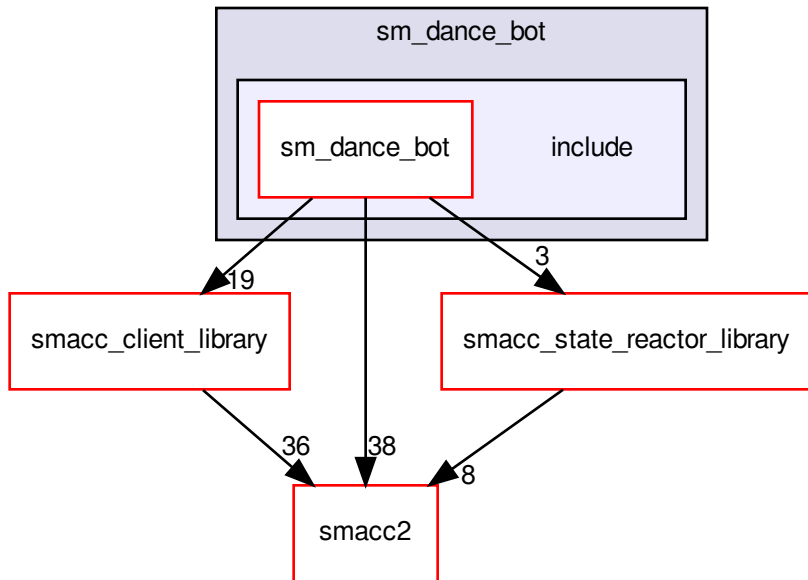 sm_dance_bot
sm_dance_bot
include
3
19
smacc_client_library
smacc_state_reactor_library
36
38
8
smacc2